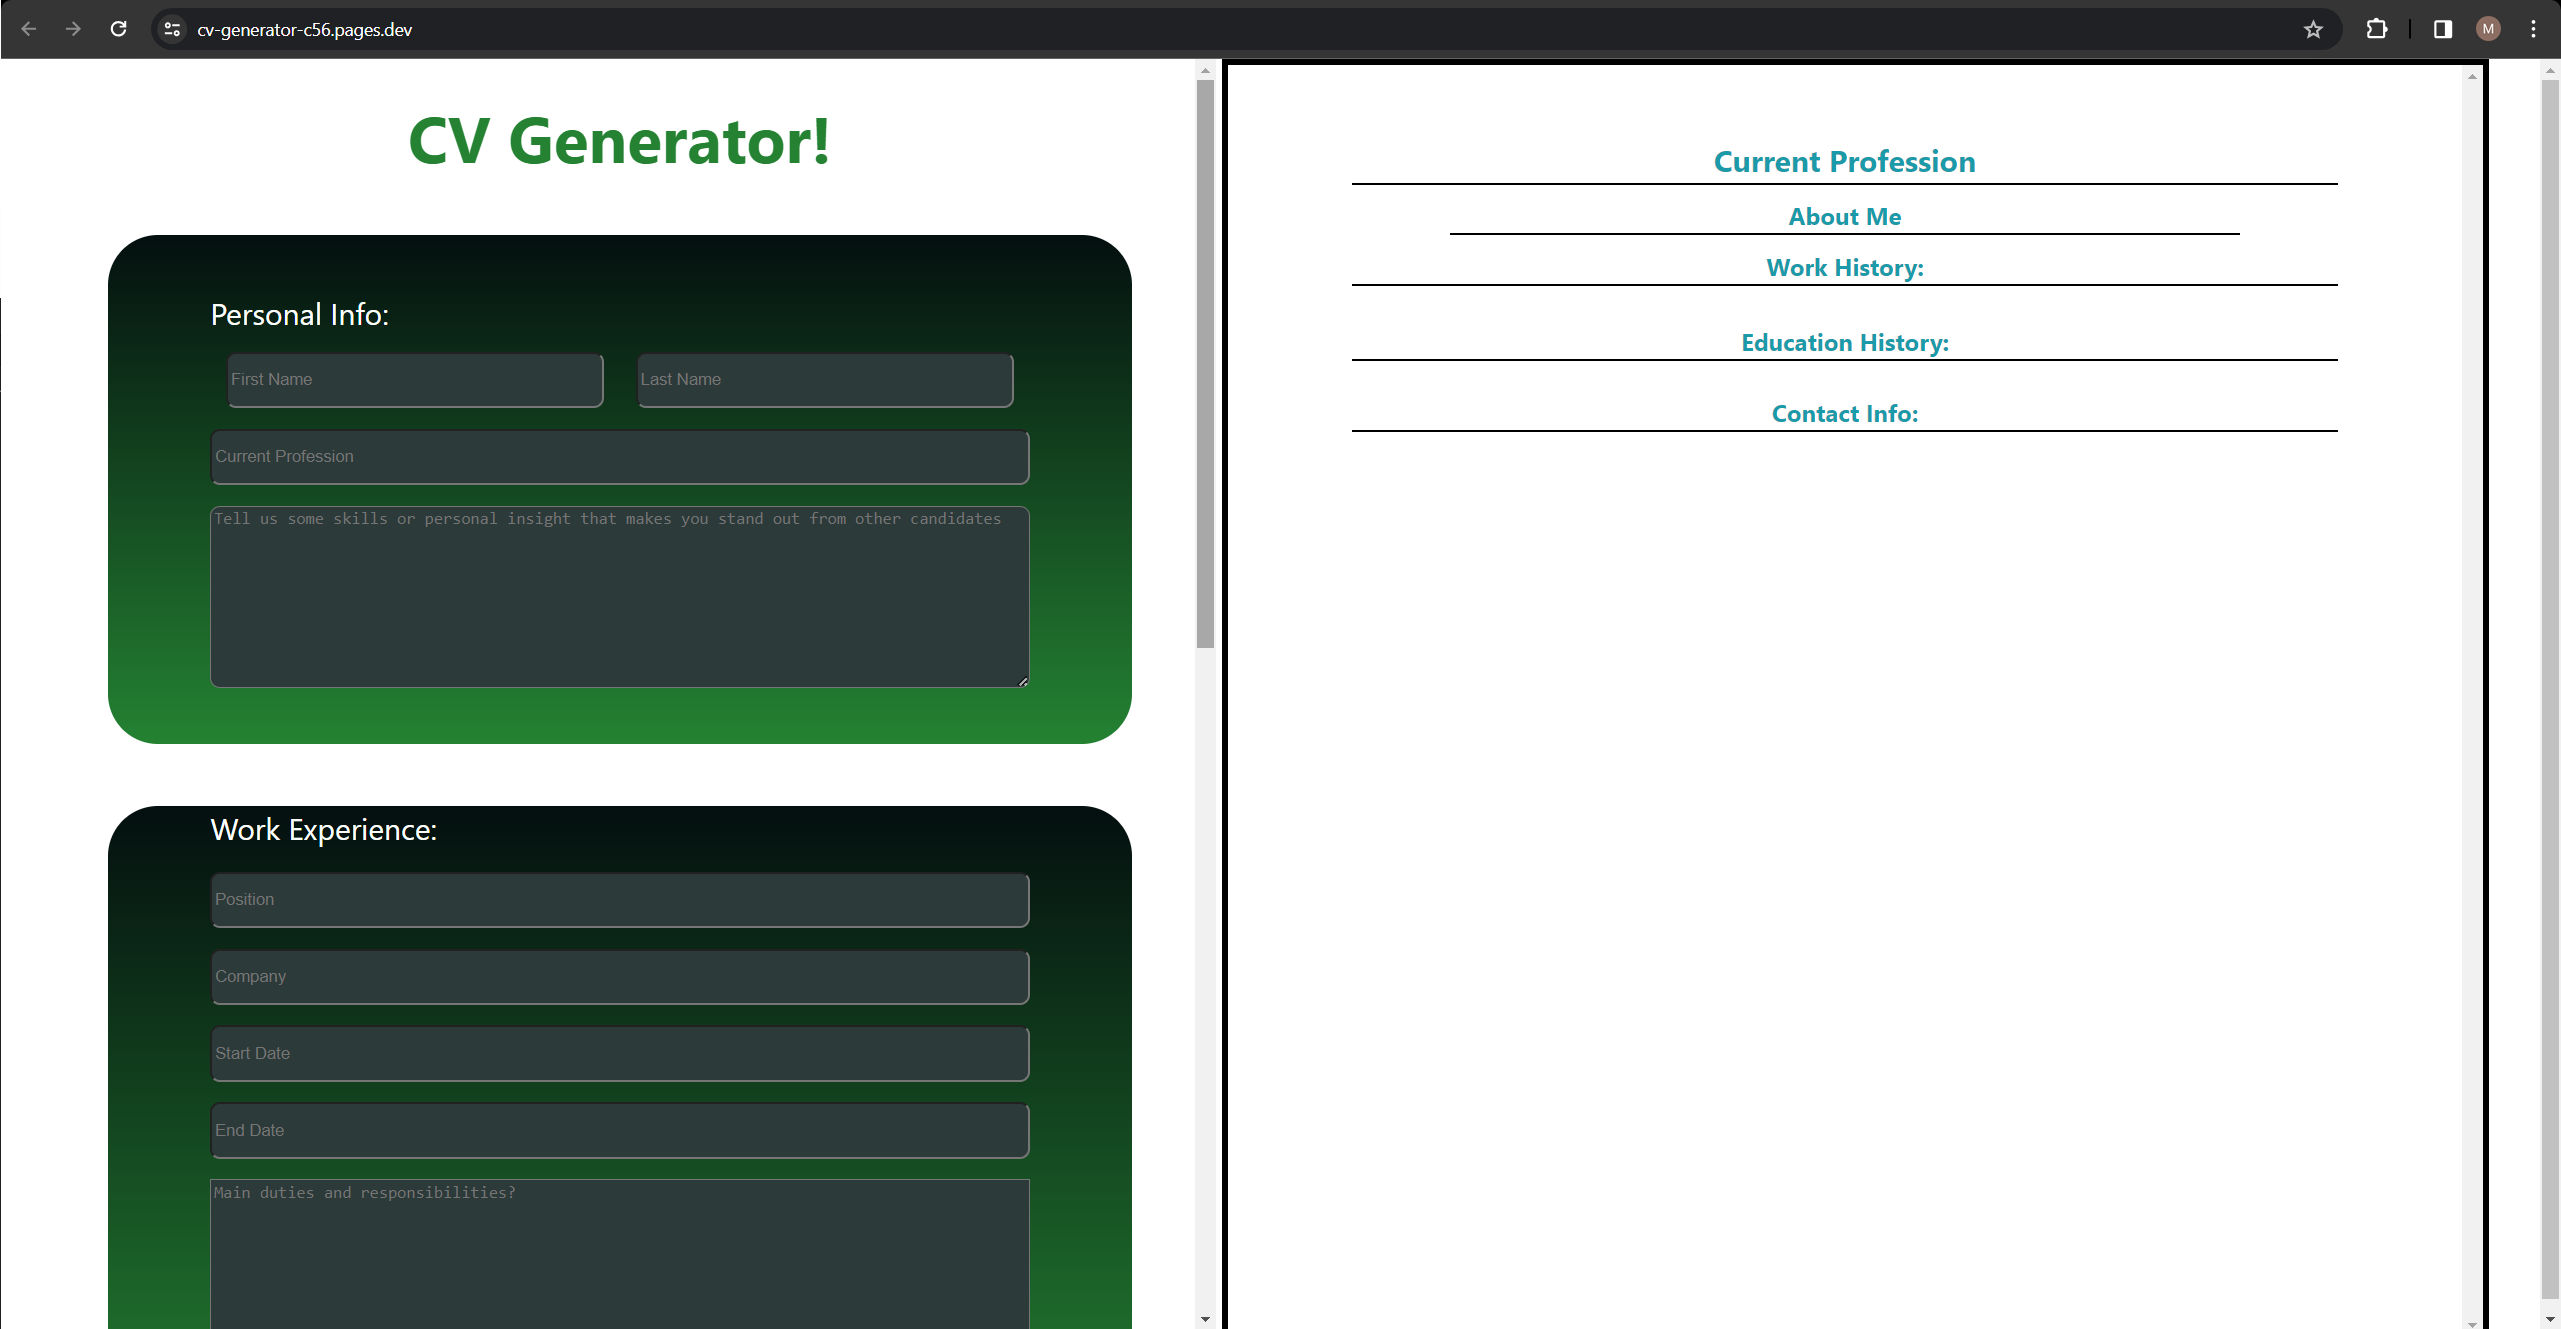 cv-generator-c56.pages.dev
M
CV Generator!
Personal Info:
First Name
Last Name
Current Profession
Tell us some skills or personal insight that makes you stand out from other candidates
Work Experience:
Position
Company
Start Date
End Date
Main duties and responsibilities?
Current Profession
About Me
Work History:
Education History:
Contact Info: